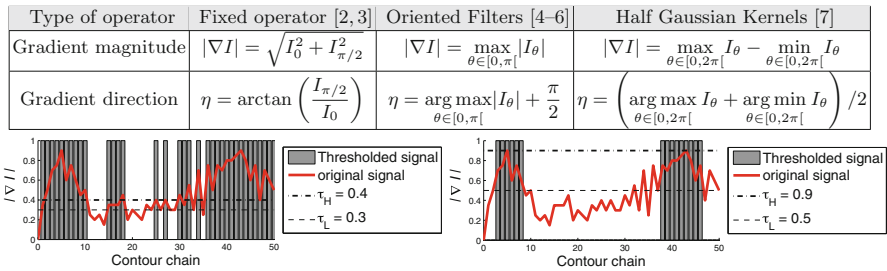 Type of operator Fixed operator [2, 3] Oriented Filters [4–6] Half Gaussian Kernels [7]
Gradient magnitude |∇I| = √(I_0^2 + I_{π/2}^2) |∇I| = max_{θ∈[0,π[} |I_θ| |∇I| = max_{θ∈[0,2π[} I_θ − min_{θ∈[0,2π[} I_θ
Gradient direction η = arctan (I_{π/2} / I_0) η = arg max_{θ∈[0,π[} |I_θ| + π/2 η = (arg max_{θ∈[0,2π[} I_θ + arg min_{θ∈[0,2π[} I_θ) /2
|∇ I|
1
0.8
0.6
0.4
0.2
0
0 10 20 30 40 50
Contour chain
Thresholded signal
original signal
τ_H = 0.4
τ_L = 0.3
|∇ I|
1
0.8
0.6
0.4
0.2
0
0 10 20 30 40 50
Contour chain
Thresholded signal
original signal
τ_H = 0.9
τ_L = 0.5